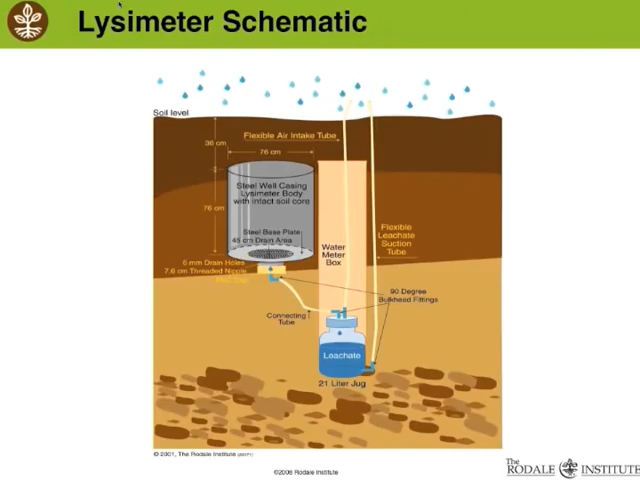 Lysimeter Schematic
Soil level
36 cm
Flexible Air Intake Tube
76 cm
Steel Well Casing
Lysimeter Body
with intact soil core
76 cm
Steel Base Plate
45 cm Drain Area
Flexible
Leachate
Suction
Tube
Water
Meter
Box
6 mm Drain Holes
7.6 cm Threaded Nipple
90 Degree
Bulkhead Fittings
Connecting
Tube
Leachate
21 Liter Jug
© 2001, The Rodale Institute
©2008 Rodale Institute
The
RODALE INSTITUTE